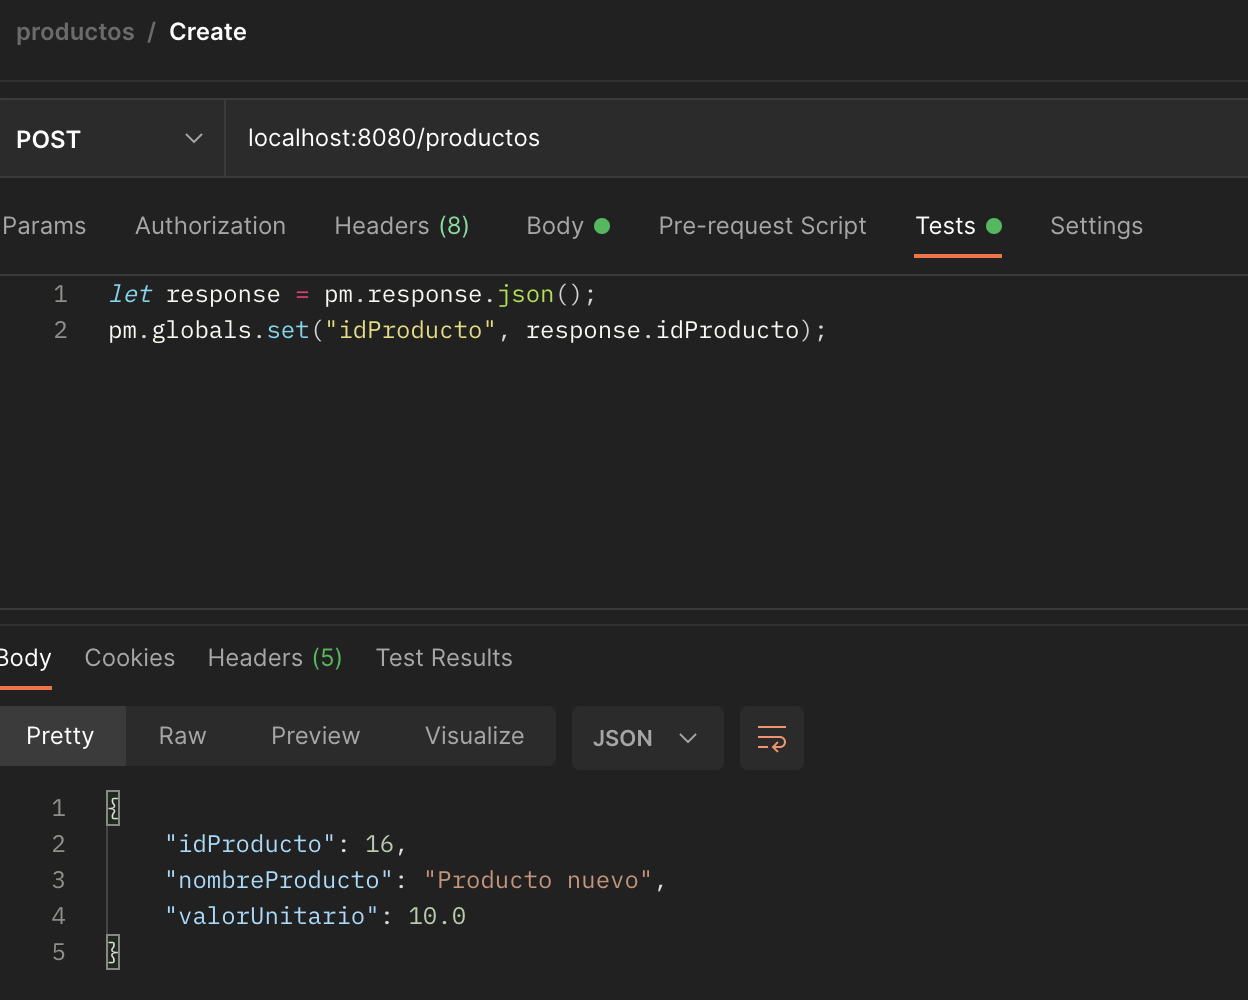 productos / Create
POST localhost:8080/productos
Params Authorization Headers (8) Body Pre-request Script Tests Settings
1 let response = pm.response.json();
2 pm.globals.set("idProducto", response.idProducto);
Body Cookies Headers (5) Test Results
Pretty Raw Preview Visualize JSON
1 {
2 "idProducto": 16,
3 "nombreProducto": "Producto nuevo",
4 "valorUnitario": 10.0
5 }